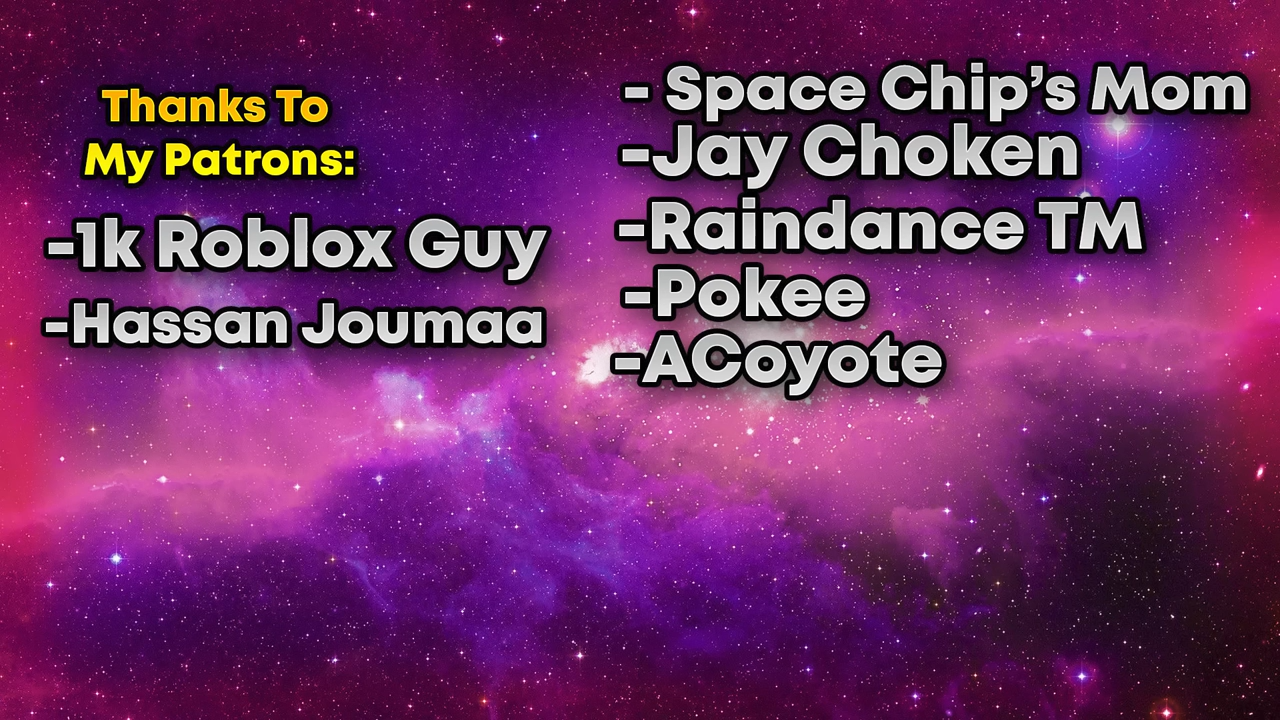 Thanks To
My Patrons:
-1k Roblox Guy
-Hassan Joumaa
- Space Chip’s Mom
-Jay Choken
-Raindance TM
-Pokee
-ACoyote